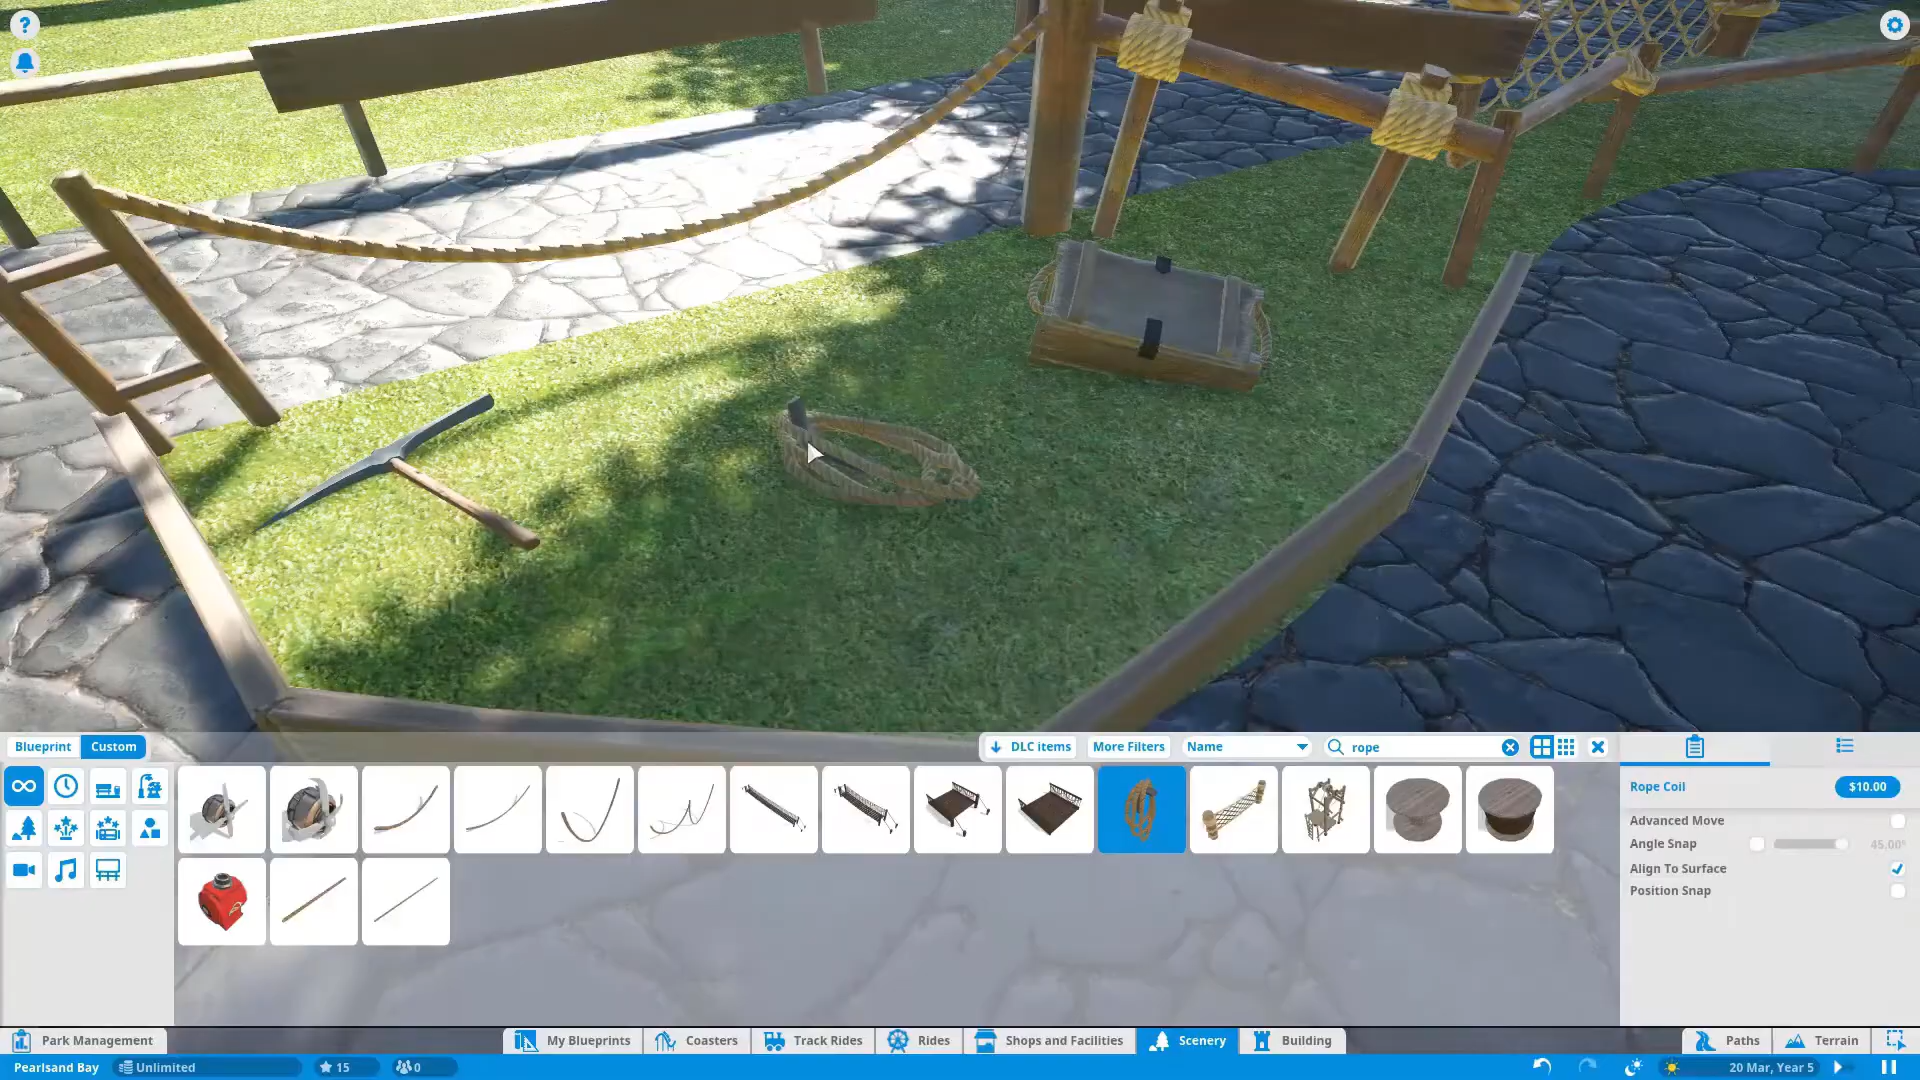 ?
Blueprint
Custom
DLC items
More Filters
Name
rope
Rope Coil
$10.00
Advanced Move
Angle Snap
45.00°
Align To Surface
Position Snap
Park Management
My Blueprints
Coasters
Track Rides
Rides
Shops and Facilities
Scenery
Building
Paths
Terrain
Pearlsand Bay
Unlimited
15
0
20 Mar, Year 5